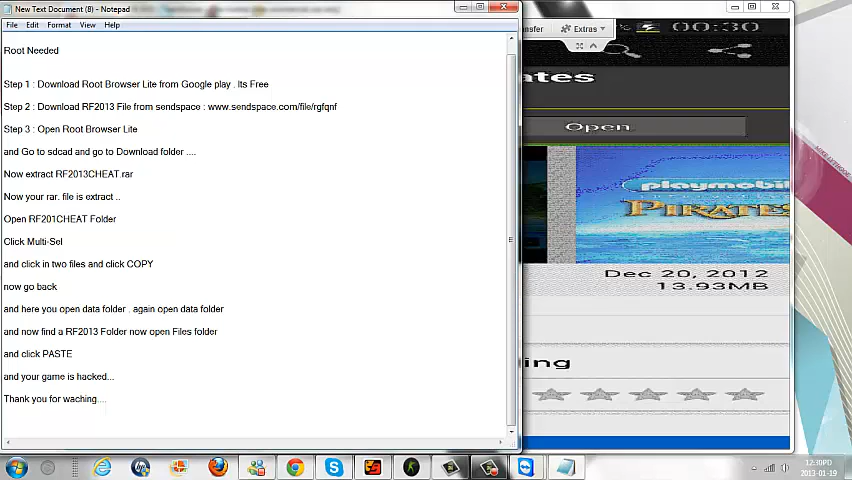 New Text Document (8) - Notepad
File Edit Format View Help
Root Needed
Step 1 : Download Root Browser Lite from Google play . Its Free
Step 2 : Download RF2013 File from sendspace : www.sendspace.com/file/rgfqnf
Step 3 : Open Root Browser Lite
and Go to sdcad and go to Download folder ....
Now extract RF2013CHEAT.rar
Now your rar. file is extract ..
Open RF201CHEAT Folder
Click Multi-Sel
and click in two files and click COPY
now go back
and here you open data folder . again open data folder
and now find a RF2013 Folder now open Files folder
and click PASTE
and your game is hacked...
Thank you for waching....
nsfer Extras
00:30
ates
Open
playmobil
PIRATES
Dec 20, 2012
13.93MB
ing
12:30PD
2013-01-19